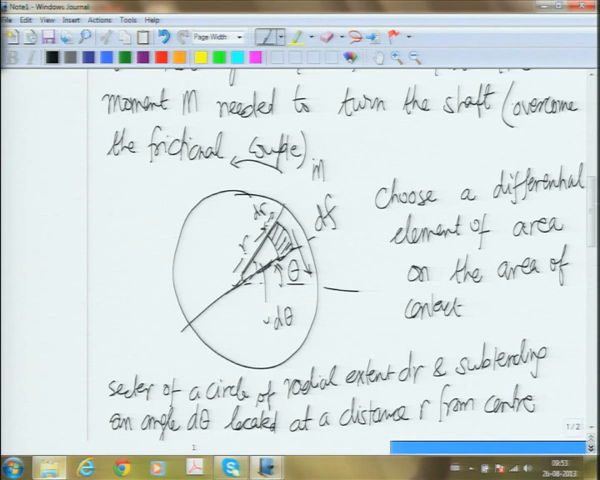 Note1 - Windows Journal
File Edit View Insert Actions Tools Help
Page Width
B
moment M needed to turn the shaft (overcome
the frictional couple)
M
dr
df
r
θ
dθ
Choose a differential
element of area
on the area of
contact
sector of a circle of radial extent dr & subtending
an angle dθ located at a distance r from centre
1 / 2
1
09:53
26-08-2013